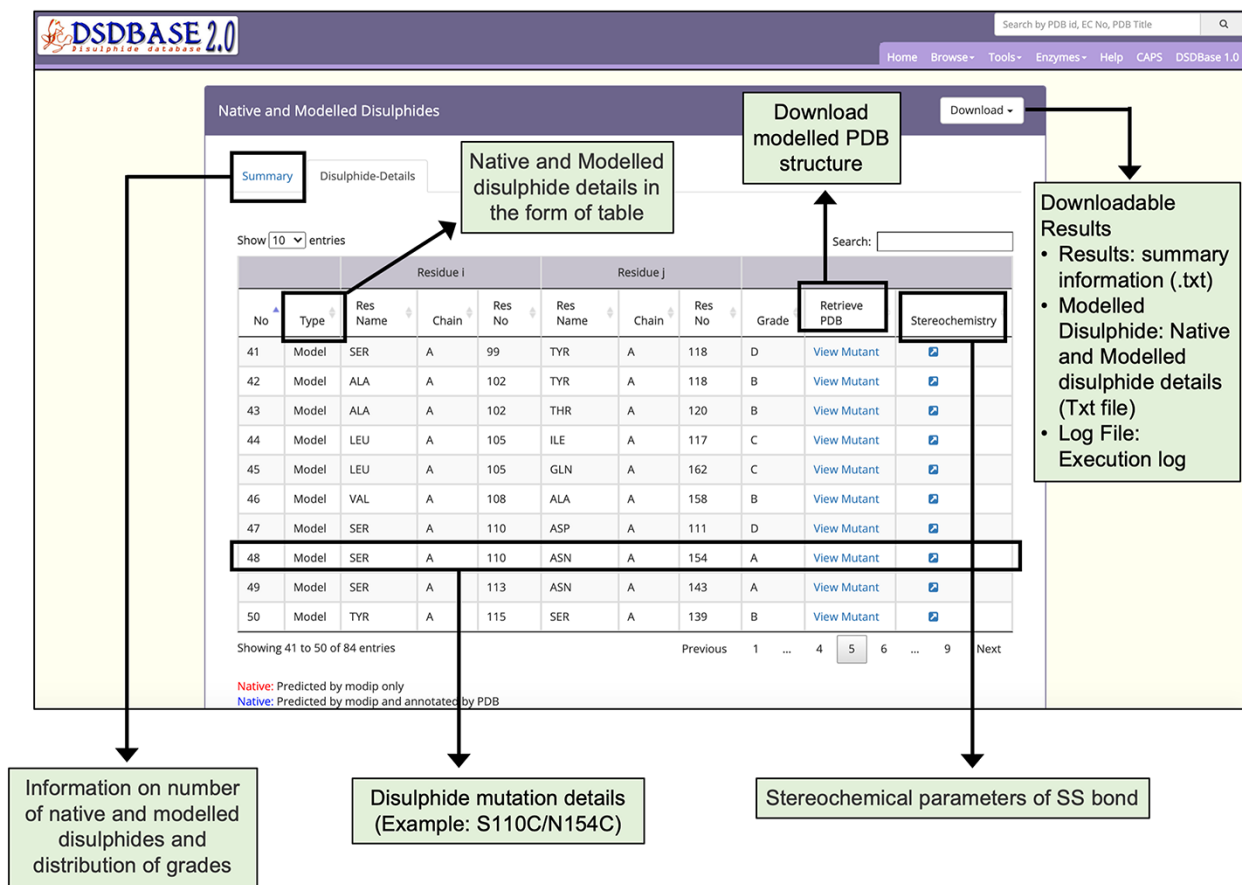 DSDBASE 2.0
Disulphide database
Search by PDB id, EC No, PDB Title
Home Browse Tools Enzymes Help CAPS DSDBase 1.0
Native and Modelled Disulphides
Download
Download
modelled PDB
structure
Summary
Disulphide-Details
Native and Modelled
disulphide details in
the form of table
Downloadable
Results
• Results: summary
information (.txt)
• Modelled
Disulphide: Native
and Modelled
disulphide details
(Txt file)
• Log File:
Execution log
Show 10 entries
Search:
Residue i Residue j
No Type Res Name Chain Res No Res Name Chain Res No Grade Retrieve PDB Stereochemistry
41 Model SER A 99 TYR A 118 D View Mutant
42 Model ALA A 102 TYR A 118 B View Mutant
43 Model ALA A 102 THR A 120 B View Mutant
44 Model LEU A 105 ILE A 117 C View Mutant
45 Model LEU A 105 GLN A 162 C View Mutant
46 Model VAL A 108 ALA A 158 B View Mutant
47 Model SER A 110 ASP A 111 D View Mutant
48 Model SER A 110 ASN A 154 A View Mutant
49 Model SER A 113 ASN A 143 A View Mutant
50 Model TYR A 115 SER A 139 B View Mutant
Showing 41 to 50 of 84 entries
Previous 1 ... 4 5 6 ... 9 Next
Native: Predicted by modip only
Native: Predicted by modip and annotated by PDB
Information on number
of native and modelled
disulphides and
distribution of grades
Disulphide mutation details
(Example: S110C/N154C)
Stereochemical parameters of SS bond